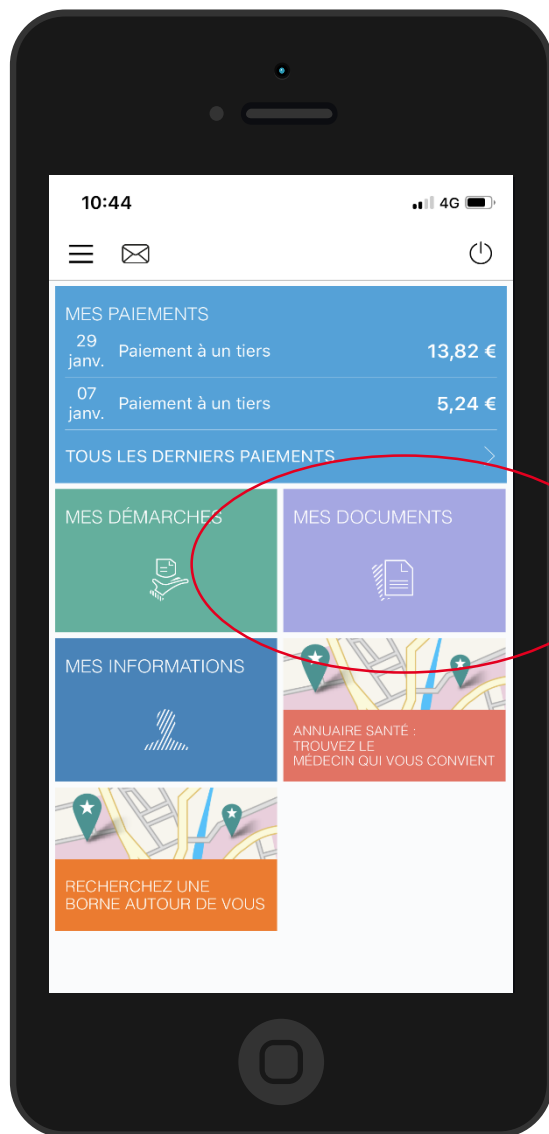 10:44
4G
MES PAIEMENTS
29
janv.
Paiement à un tiers
13,82 €
07
janv.
Paiement à un tiers
5,24 €
TOUS LES DERNIERS PAIEMENTS
MES DÉMARCHES
MES DOCUMENTS
MES INFORMATIONS
ANNUAIRE SANTÉ :
TROUVEZ LE
MÉDECIN QUI VOUS CONVIENT
RECHERCHEZ UNE
BORNE AUTOUR DE VOUS